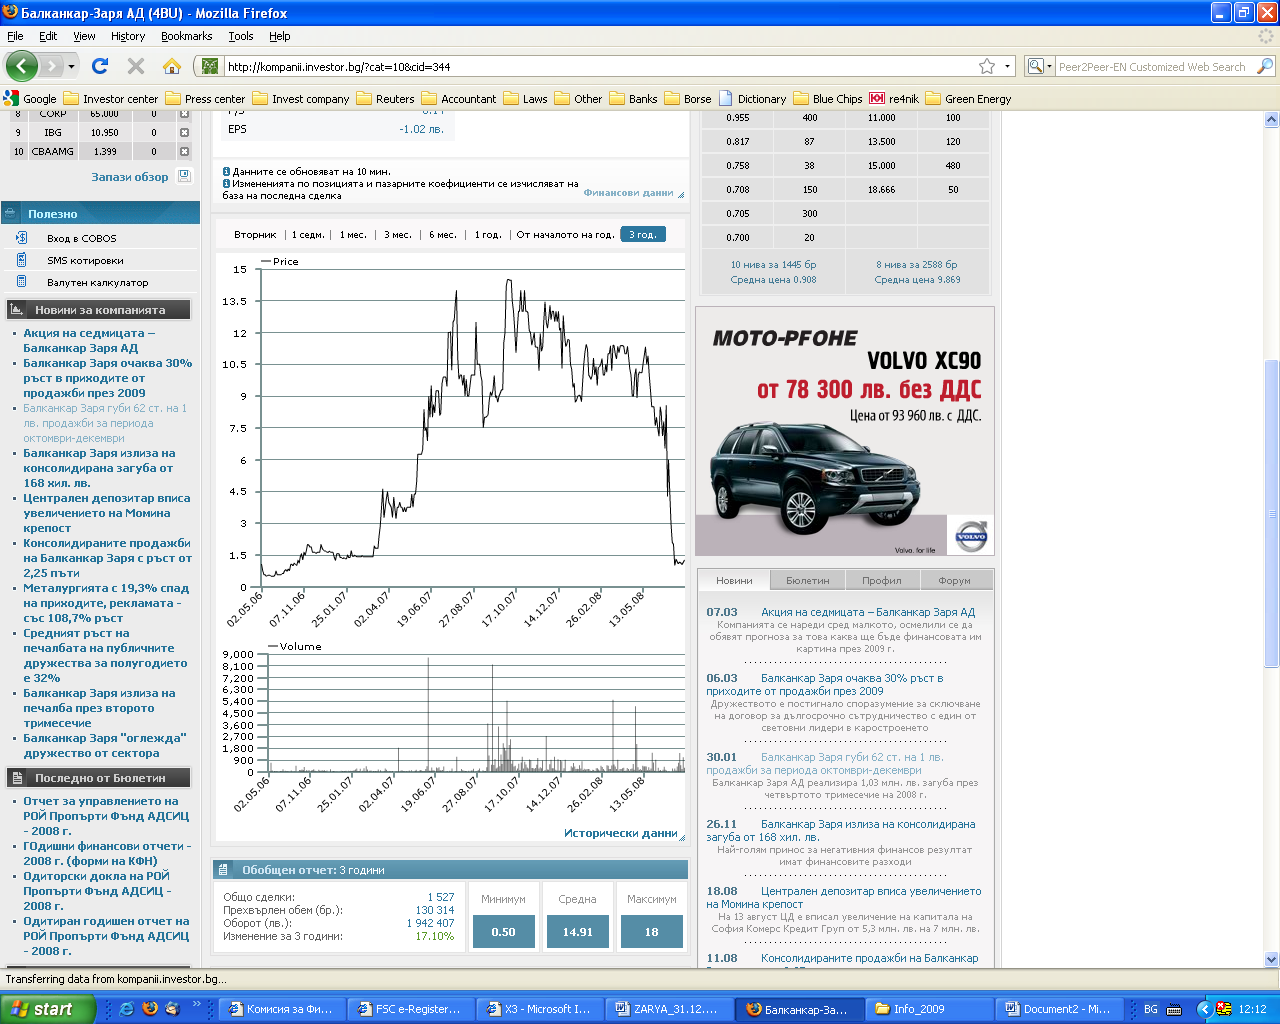 Балканкар-Заря АД (4BU) - Mozilla Firefox
File Edit View History Bookmarks Tools Help
http://kompanii.investor.bg/?cat=10&cid=344
Peer2Peer-EN Customized Web Search
Google Investor center Press center Invest company Reuters Accountant Laws Other Banks Borse Dictionary Blue Chips re4nik Green Energy
8 CORP 65.000 0
9 IBG 10.950 0
10 CBAAMG 1.399 0
Запази обзор
Полезно
Вход в COBOS
SMS котировки
Валутен калкулатор
Новини за компанията
Акция на седмицата –
Балканкар Заря АД
Балканкар Заря очаква 30%
ръст в приходите от
продажби през 2009
Балканкар Заря губи 62 ст. на 1
лв. продажби за периода
октомври-декември
Балканкар Заря излиза на
консолидирана загуба от
168 хил. лв.
Централен депозитар вписа
увеличението на Момина
крепост
Консолидираните продажби
на Балканкар Заря с ръст от
2,25 пъти
Металургията с 19,3% спад
на приходите, рекламата -
със 108,7% ръст
Средният ръст на
печалбата на публичните
дружества за полугодието
е 32%
Балканкар Заря излиза на
печалба през второто
тримесечие
Балканкар Заря "оглежда"
дружество от сектора
Последно от Бюлетин
Отчет за управлението на
РОЙ Пропърти Фънд АДСИЦ
- 2008 г.
ГОдишни финансови отчети -
2008 г. (форми на КФН)
Одиторски докла на РОЙ
Пропърти Фънд АДСИЦ -
2008 г.
Одитиран годишен отчет на
РОЙ Пропърти Фънд АДСИЦ
- 2008 г.
P/S 0.14
EPS -1.02 лв.
Данните се обновяват на 10 мин.
Измененията по позицията и пазарните коефициенти се изчисляват на
база на последна сделка
Финансови данни
Вторник | 1 седм. | 1 мес. | 3 мес. | 6 мес. | 1 год. | От началото на год. 3 год.
Price
15
13.5
12
10.5
9
7.5
6
4.5
3
1.5
0
02.05.06 07.11.06 25.01.07 02.04.07 19.06.07 27.08.07 17.10.07 14.12.07 26.02.08 13.05.08
Volume
9,000
8,100
7,200
6,300
5,400
4,500
3,600
2,700
1,800
900
0
02.05.06 07.11.06 25.01.07 02.04.07 19.06.07 27.08.07 17.10.07 14.12.07 26.02.08 13.05.08
Исторически данни
Обобщен отчет: 3 години
Общо сделки: 1 527
Прехвърлен обем (бр.): 130 314
Оборот (лв.): 1 942 407
Изменение за 3 години: 17.10%
Минимум Средна Максимум
0.50 14.91 18
0.955 400 11.000 100
0.817 87 13.500 120
0.758 38 15.000 480
0.708 150 18.666 50
0.705 300
0.700 20
10 нива за 1445 бр 8 нива за 2588 бр
Средна цена 0.908 Средна цена 9.869
MOTO-PFOHE
VOLVO XC90
от 78 300 лв. без ДДС
Цена от 93 960 лв. с ДДС.
VOLVO
Volvo. for life
Новини Бюлетин Профил Форум
07.03 Акция на седмицата – Балканкар Заря АД
Компанията се нареди сред малкото, осмелили се да
обявят прогноза за това каква ще бъде финансовата им
картина през 2009 г.
06.03 Балканкар Заря очаква 30% ръст в
приходите от продажби през 2009
Дружеството е постигнало споразумение за сключване
на договор за дългосрочно сътрудничество с един от
световни лидери в каростроенето
30.01 Балканкар Заря губи 62 ст. на 1 лв.
продажби за периода октомври-декември
Балканкар Заря АД реализира 1,03 млн. лв. загуба през
четвъртото тримесечие на 2008 г.
26.11 Балканкар Заря излиза на консолидирана
загуба от 168 хил. лв.
Най-голям принос за негативния финансов резултат
имат финансовите разходи
18.08 Централен депозитар вписа увеличението
на Момина крепост
На 13 август ЦД е вписал увеличение на капитала на
София Комерс Кредит Груп от 5,3 млн. лв. на 7 млн. лв.
11.08 Консолидираните продажби на Балканкар
Transferring data from kompanii.investor.bg...
start
Комисия за Фи...
FSC e-Register...
X3 - Microsoft I...
ZARYA_31.12....
Балканкар-За...
Info_2009
Document2 - Mi...
BG
12:12